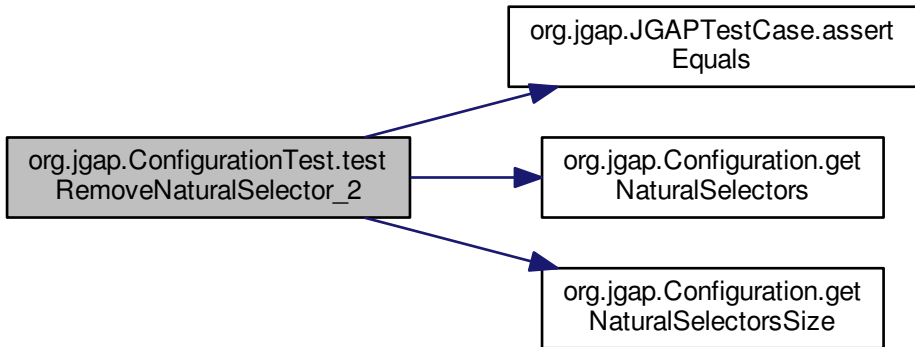 org.jgap.JGAPTestCase.assert
Equals
org.jgap.ConfigurationTest.test
RemoveNaturalSelector_2
org.jgap.Configuration.get
NaturalSelectors
org.jgap.Configuration.get
NaturalSelectorsSize